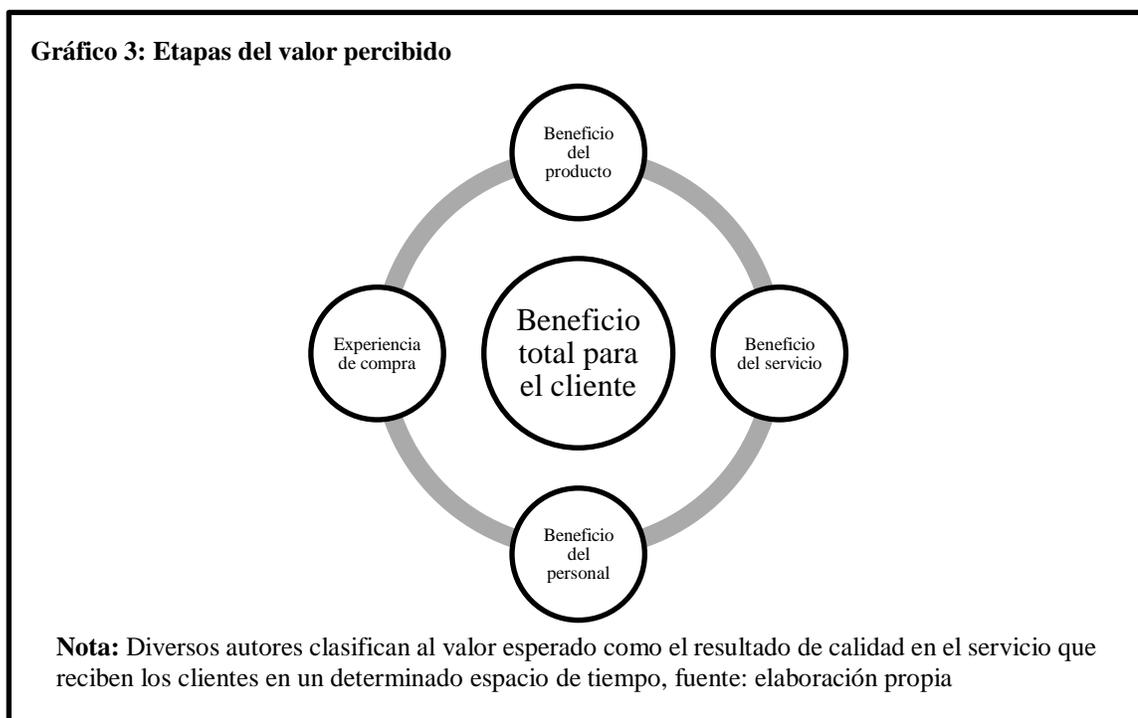 Gráfico 3: Etapas del valor percibido
Beneficio
del
producto
Experiencia
de compra
Beneficio
total para
el cliente
Beneficio
del servicio
Beneficio
del
personal
Nota: Diversos autores clasifican al valor esperado como el resultado de calidad en el servicio que
reciben los clientes en un determinado espacio de tiempo, fuente: elaboración propia